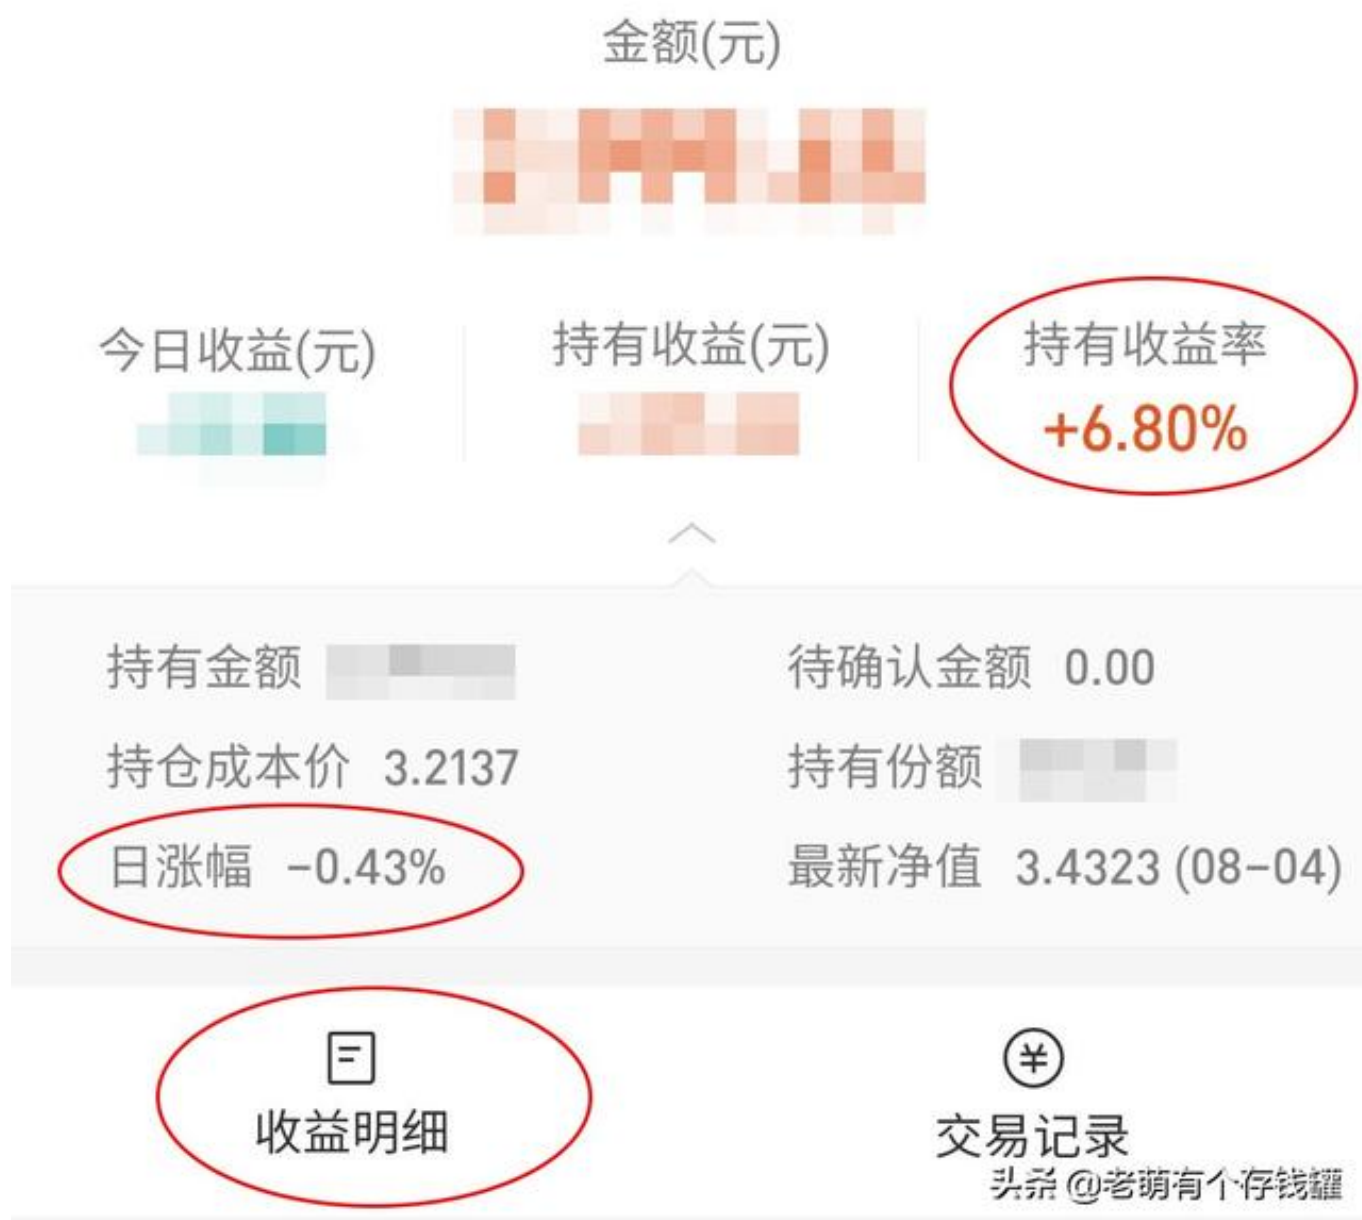 金额(元)
今日收益(元) 持有收益(元) 持有收益率
+6.80%
持有金额 待确认金额 0.00
持仓成本价 3.2137 持有份额
日涨幅 -0.43% 最新净值 3.4323 (08-04)
收益明细 交易记录
头条 @老萌有个存钱罐